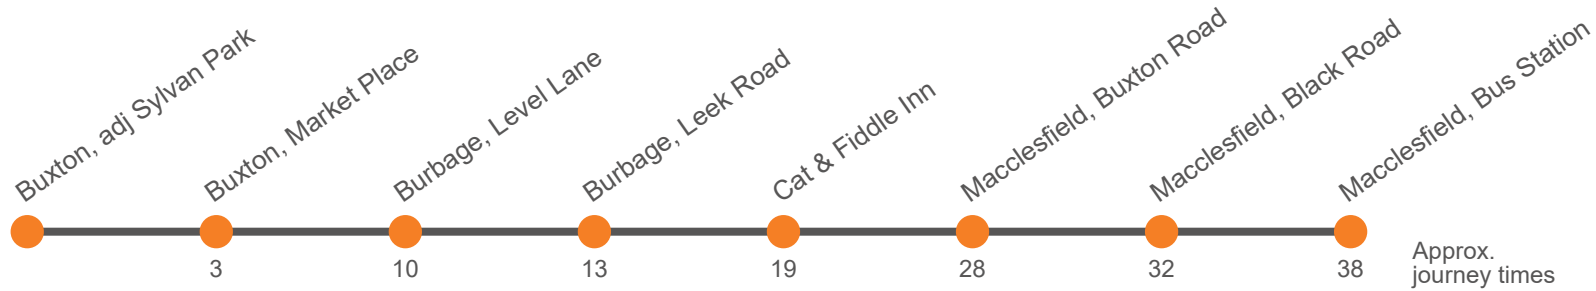 Buxton, adj Sylvan Park
Buxton, Market Place
Burbage, Level Lane
Burbage, Leek Road
Cat & Fiddle Inn
Macclesfield, Buxton Road
Macclesfield, Black Road
Macclesfield, Bus Station
3
10
13
19
28
32
38
Approx.
journey times